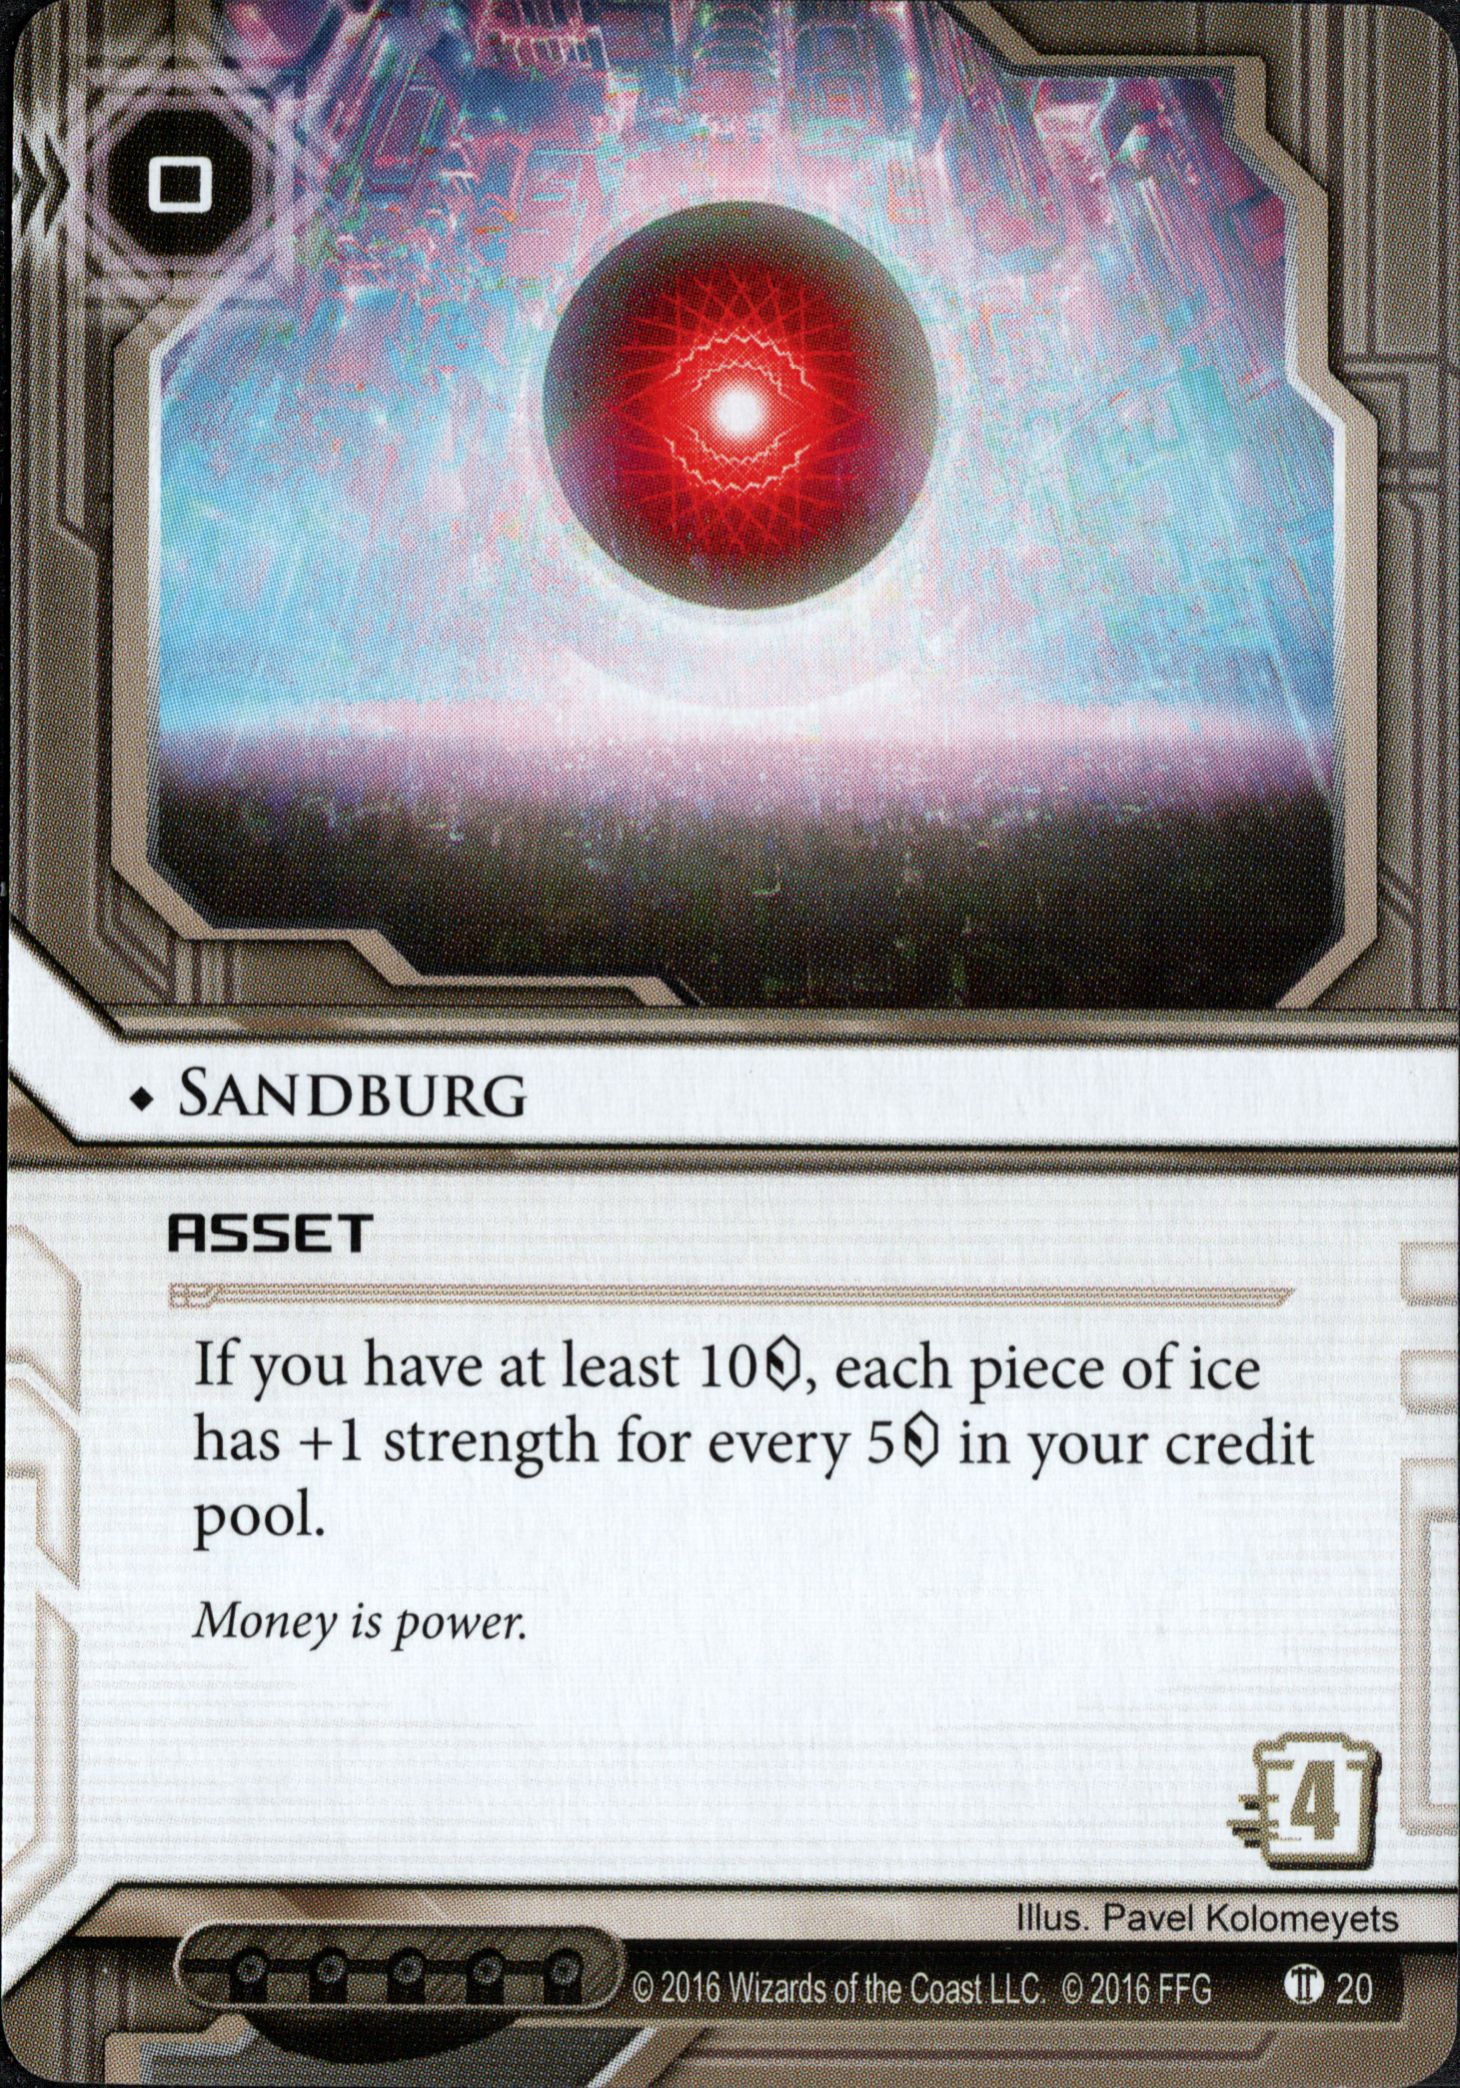 0
◆ SANDBURG
ASSET
If you have at least 10, each piece of ice
has +1 strength for every 5 in your credit
pool.
Money is power.
4
Illus. Pavel Kolomeyets
© 2016 Wizards of the Coast LLC. © 2016 FFG 20